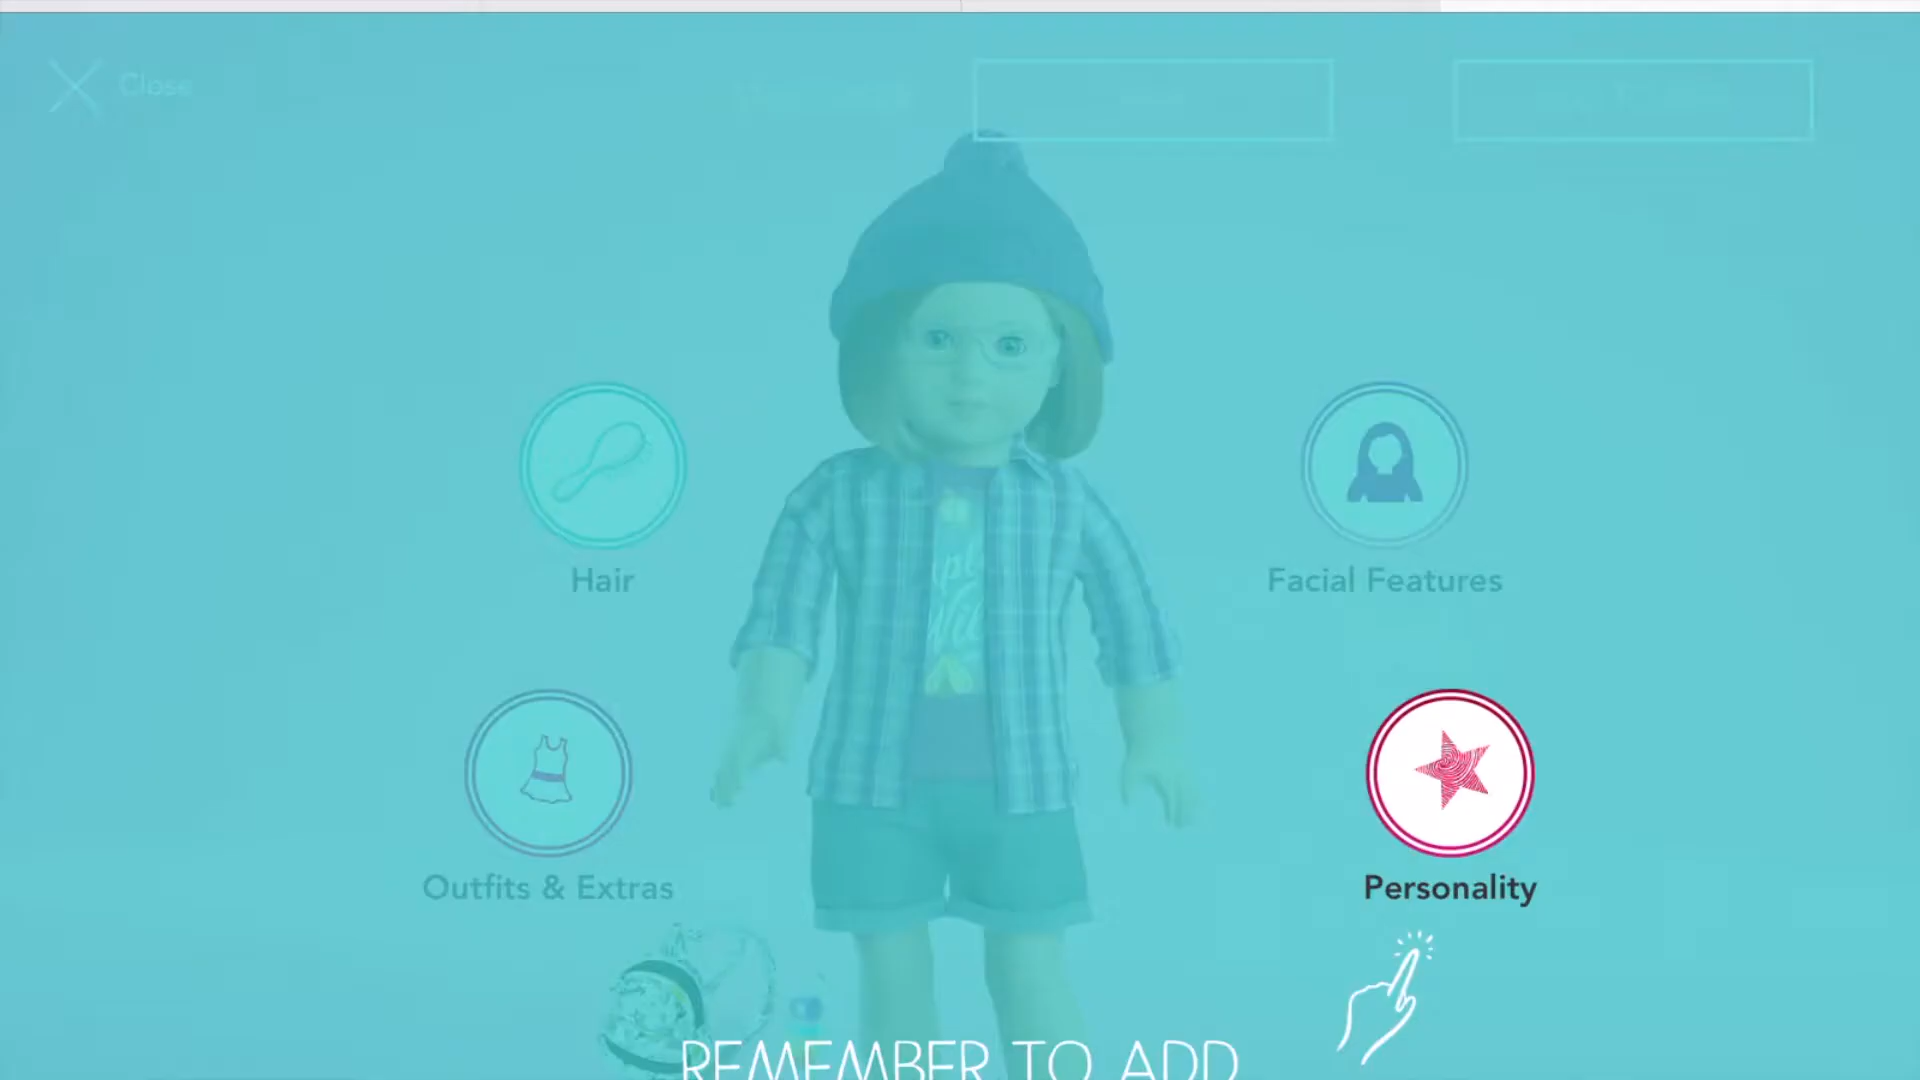 Close
Hair
Facial Features
Outfits & Extras
Personality
REMEMBER TO ADD